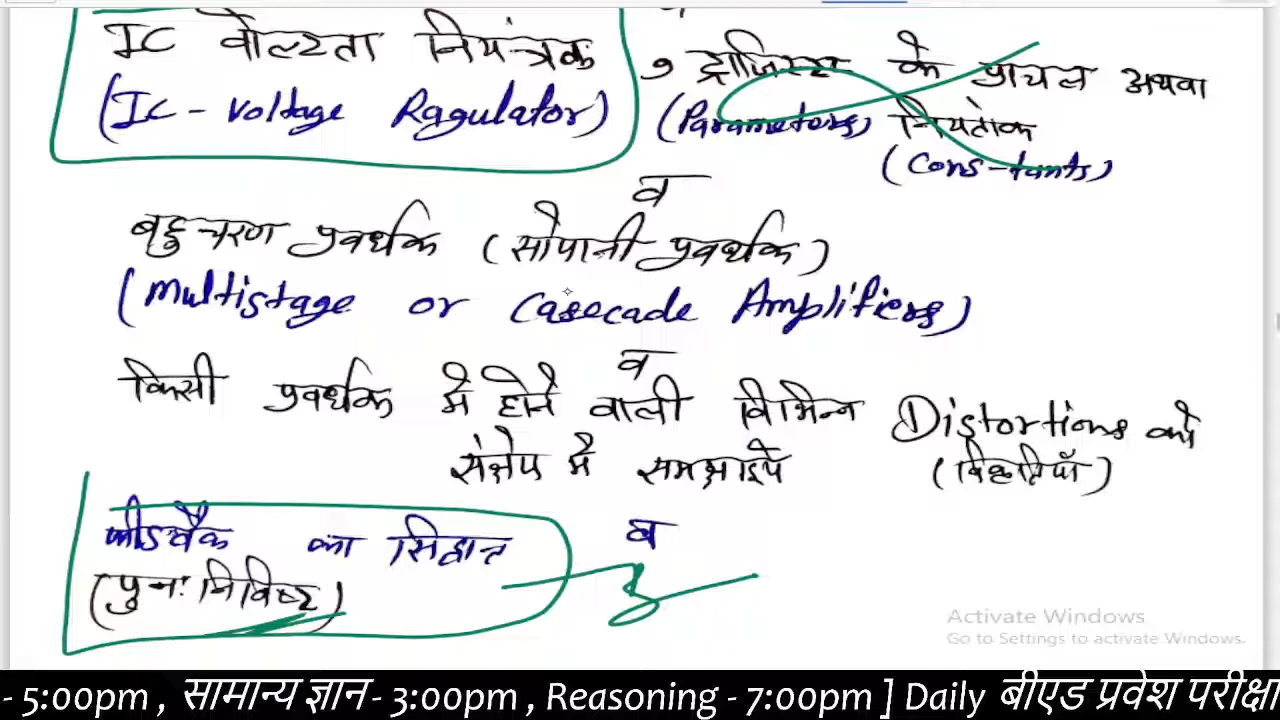 IC वोल्टता नियंत्रक
(IC - Voltage Ragulator)
, ट्रांजिस्टर के प्राचल अथवा
(Parameters) नियतांक
(Cons-tants)
व
बहुचरण प्रवर्धक (सोपानी प्रवर्धक)
(Multistage or Casecade Amplifiers)
व
किसी प्रवर्धक में होने वाली विभिन्न Distortions को
संक्षेप में समझाइये (विकृतियाँ)
फीडबैक का सिद्धान्त व
(पुनः निविष्ट)
Activate Windows
Go to Settings to activate Windows.
- 5:00pm , सामान्य ज्ञान- 3:00pm , Reasoning - 7:00pm ] Daily बीएड प्रवेश परीक्षा